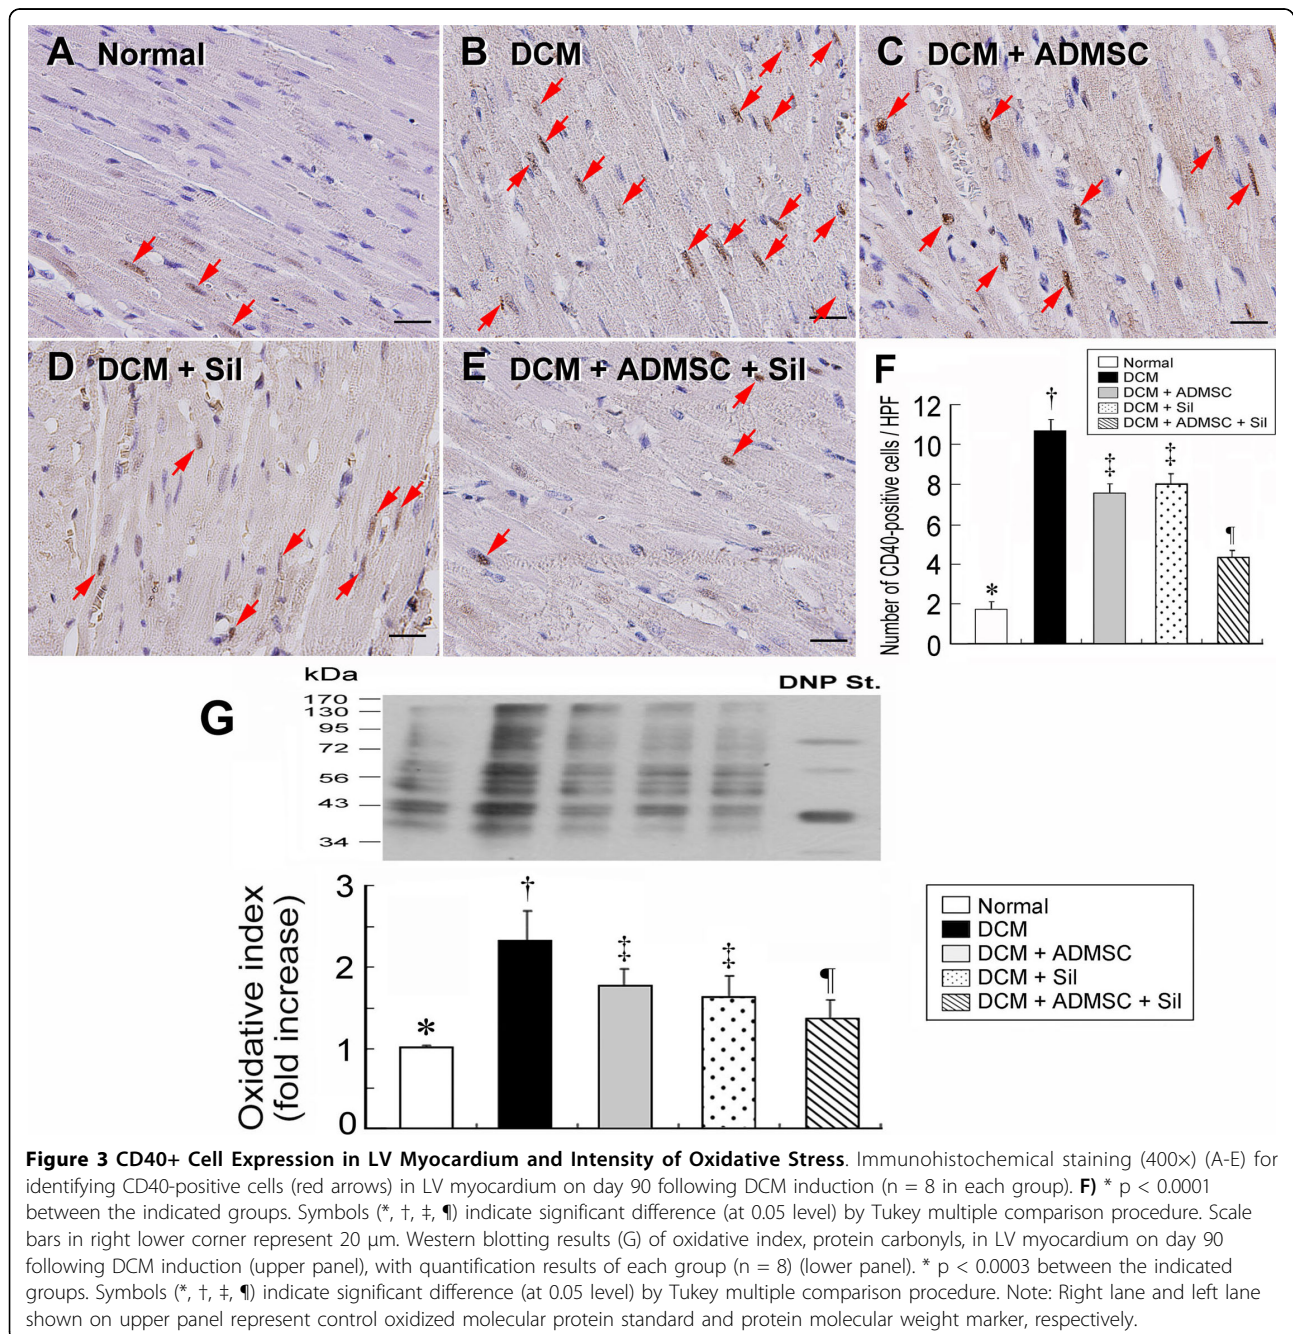 A Normal
B DCM
C DCM + ADMSC
D DCM + Sil
E DCM + ADMSC + Sil
F
Normal
DCM
DCM + ADMSC
DCM + Sil
DCM + ADMSC + Sil
Number of CD40-positive cells / HPF
12
10
8
6
4
2
0
*
†
‡
‡
¶
G
kDa
DNP St.
170
130
95
72
56
43
34
Oxidative index
(fold increase)
3
2
1
0
*
†
‡
‡
¶
Normal
DCM
DCM + ADMSC
DCM + Sil
DCM + ADMSC + Sil
Figure 3 CD40+ Cell Expression in LV Myocardium and Intensity of Oxidative Stress. Immunohistochemical staining (400×) (A-E) for
identifying CD40-positive cells (red arrows) in LV myocardium on day 90 following DCM induction (n = 8 in each group). F) * p < 0.0001
between the indicated groups. Symbols (*, †, ‡, ¶) indicate significant difference (at 0.05 level) by Tukey multiple comparison procedure. Scale
bars in right lower corner represent 20 μm. Western blotting results (G) of oxidative index, protein carbonyls, in LV myocardium on day 90
following DCM induction (upper panel), with quantification results of each group (n = 8) (lower panel). * p < 0.0003 between the indicated
groups. Symbols (*, †, ‡, ¶) indicate significant difference (at 0.05 level) by Tukey multiple comparison procedure. Note: Right lane and left lane
shown on upper panel represent control oxidized molecular protein standard and protein molecular weight marker, respectively.